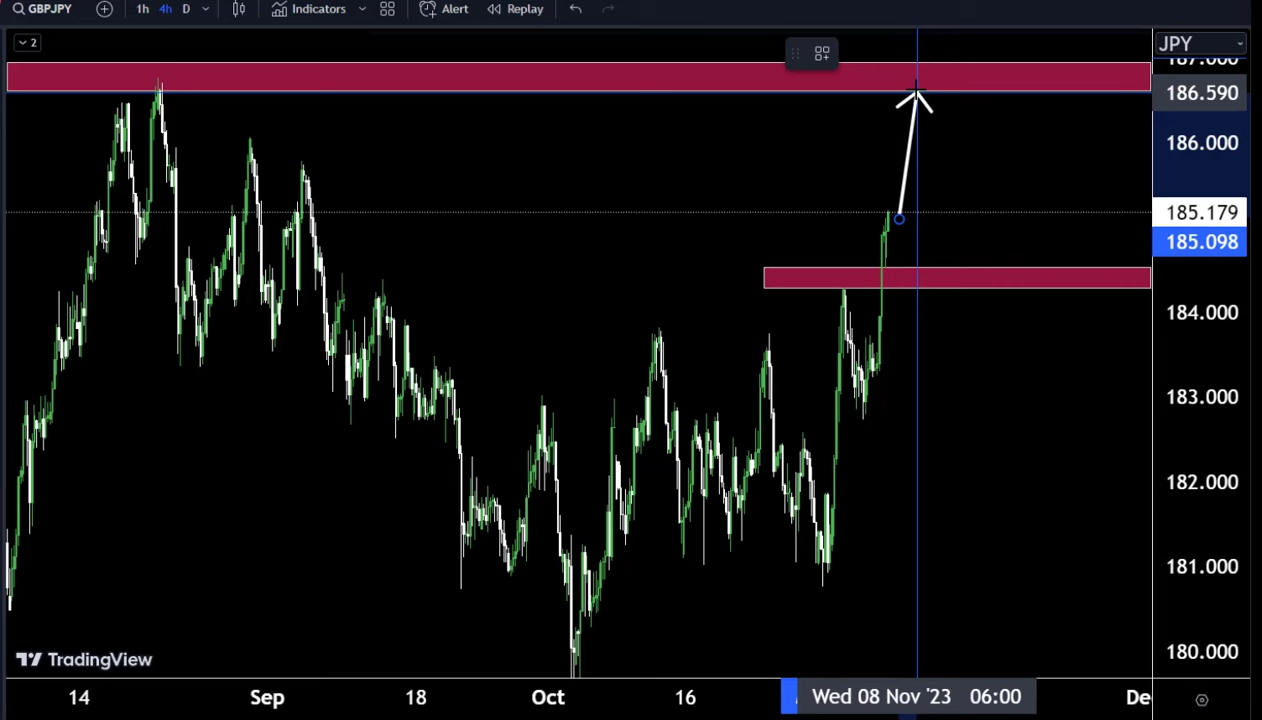 GBPJPY 1h 4h D Indicators Alert Replay
2
JPY
187.000
186.590
186.000
185.179
185.098
184.000
183.000
182.000
181.000
180.000
TradingView
14 Sep 18 Oct 16 Wed 08 Nov '23 06:00 De